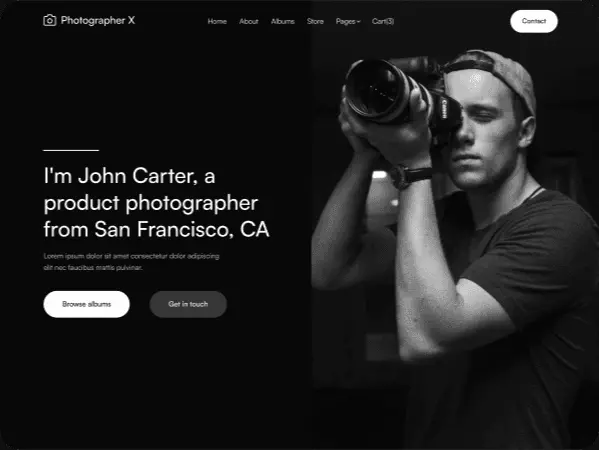 Photographer X
Home About Albums Store Pages Cart(3)
Contact
I'm John Carter, a
product photographer
from San Francisco, CA
Lorem ipsum dolor sit amet consectetur dolor adipiscing
elit nec faucibus mattis pulvinar.
Browse albums
Get in touch
Canon